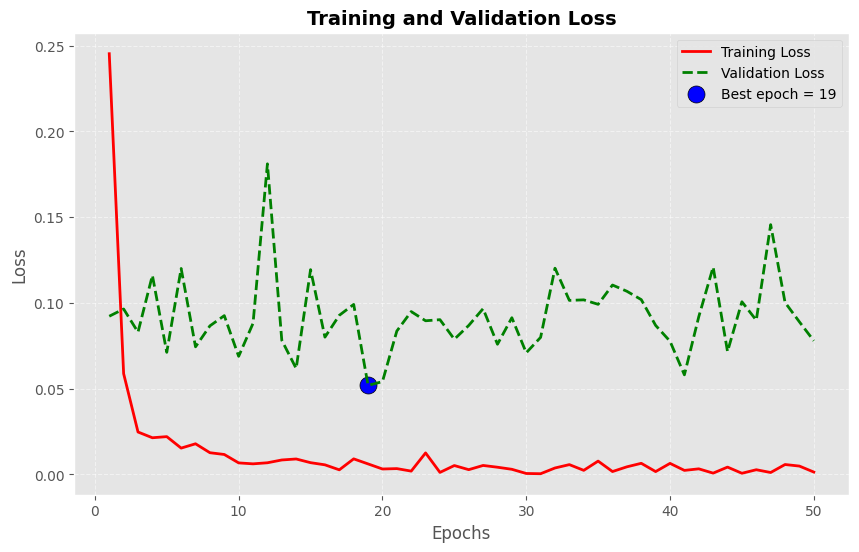 Training and Validation Loss
Training Loss
Validation Loss
Best epoch = 19
0.25
0.20
0.15
0.10
0.05
0.00
Loss
0 10 20 30 40 50
Epochs